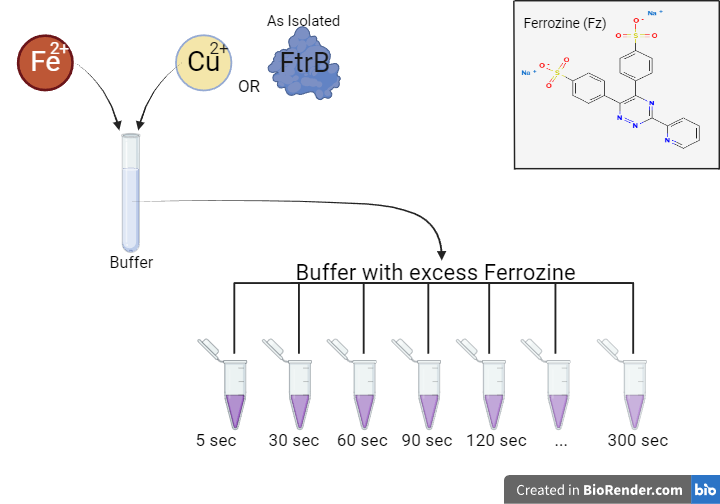 As Isolated
Fe2+
Cu2+
OR
FtrB
Ferrozine (Fz)
Na +
O-
O
S
O
Na +
O-
O
S
O
N
N
N
N
Buffer
Buffer with excess Ferrozine
5 sec
30 sec
60 sec
90 sec
120 sec
...
300 sec
Created in BioRender.com bio